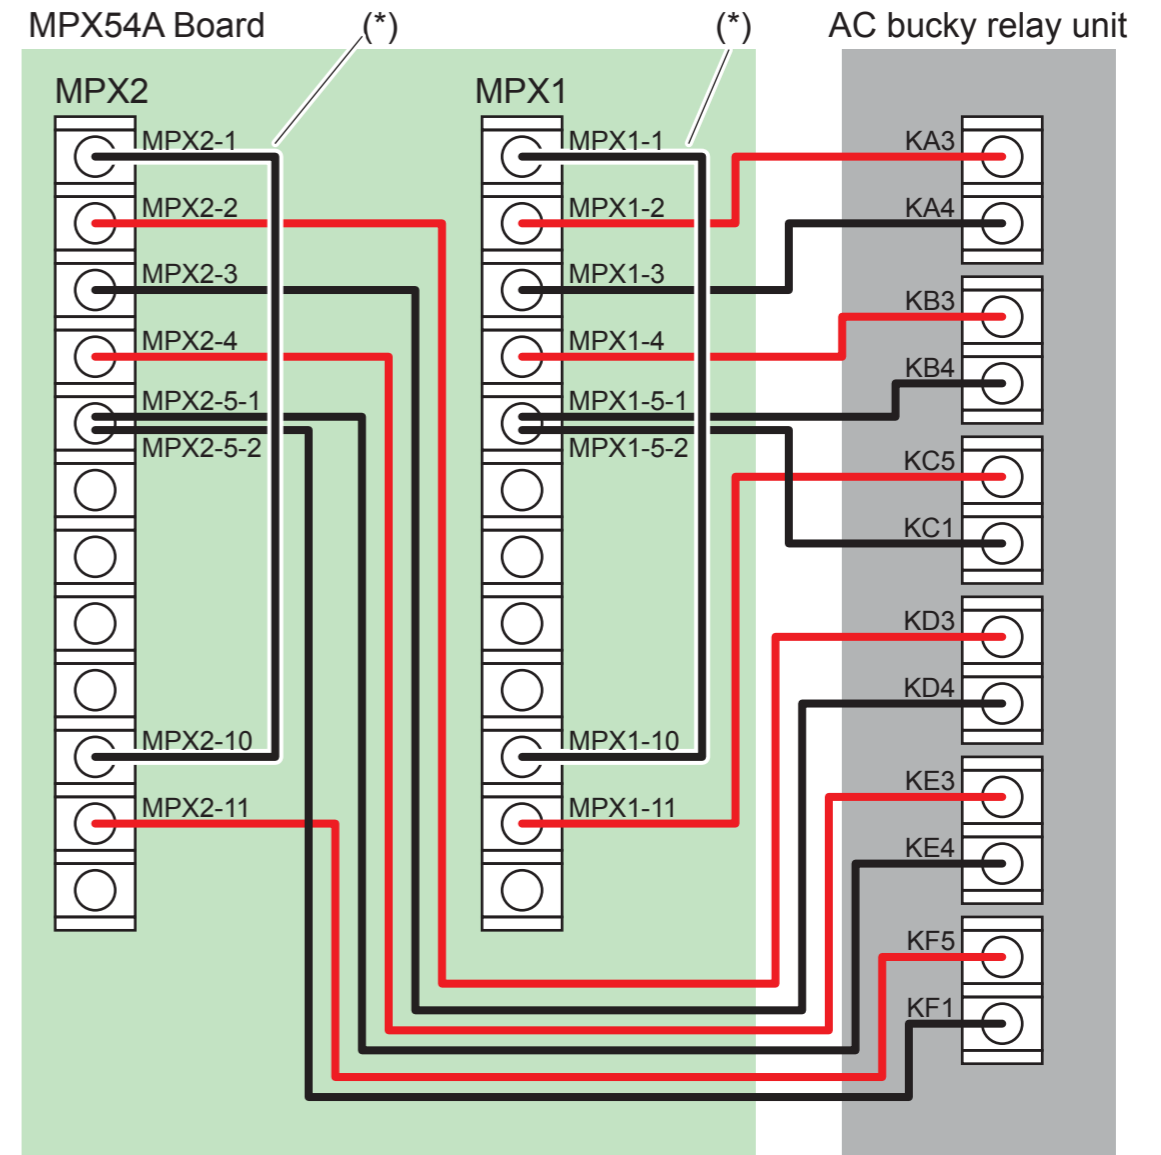 MPX54A Board
(*)
(*)
AC bucky relay unit
MPX2
MPX2-1
MPX2-2
MPX2-3
MPX2-4
MPX2-5-1
MPX2-5-2
MPX2-10
MPX2-11
MPX1
MPX1-1
MPX1-2
MPX1-3
MPX1-4
MPX1-5-1
MPX1-5-2
MPX1-10
MPX1-11
KA3
KA4
KB3
KB4
KC5
KC1
KD3
KD4
KE3
KE4
KF5
KF1